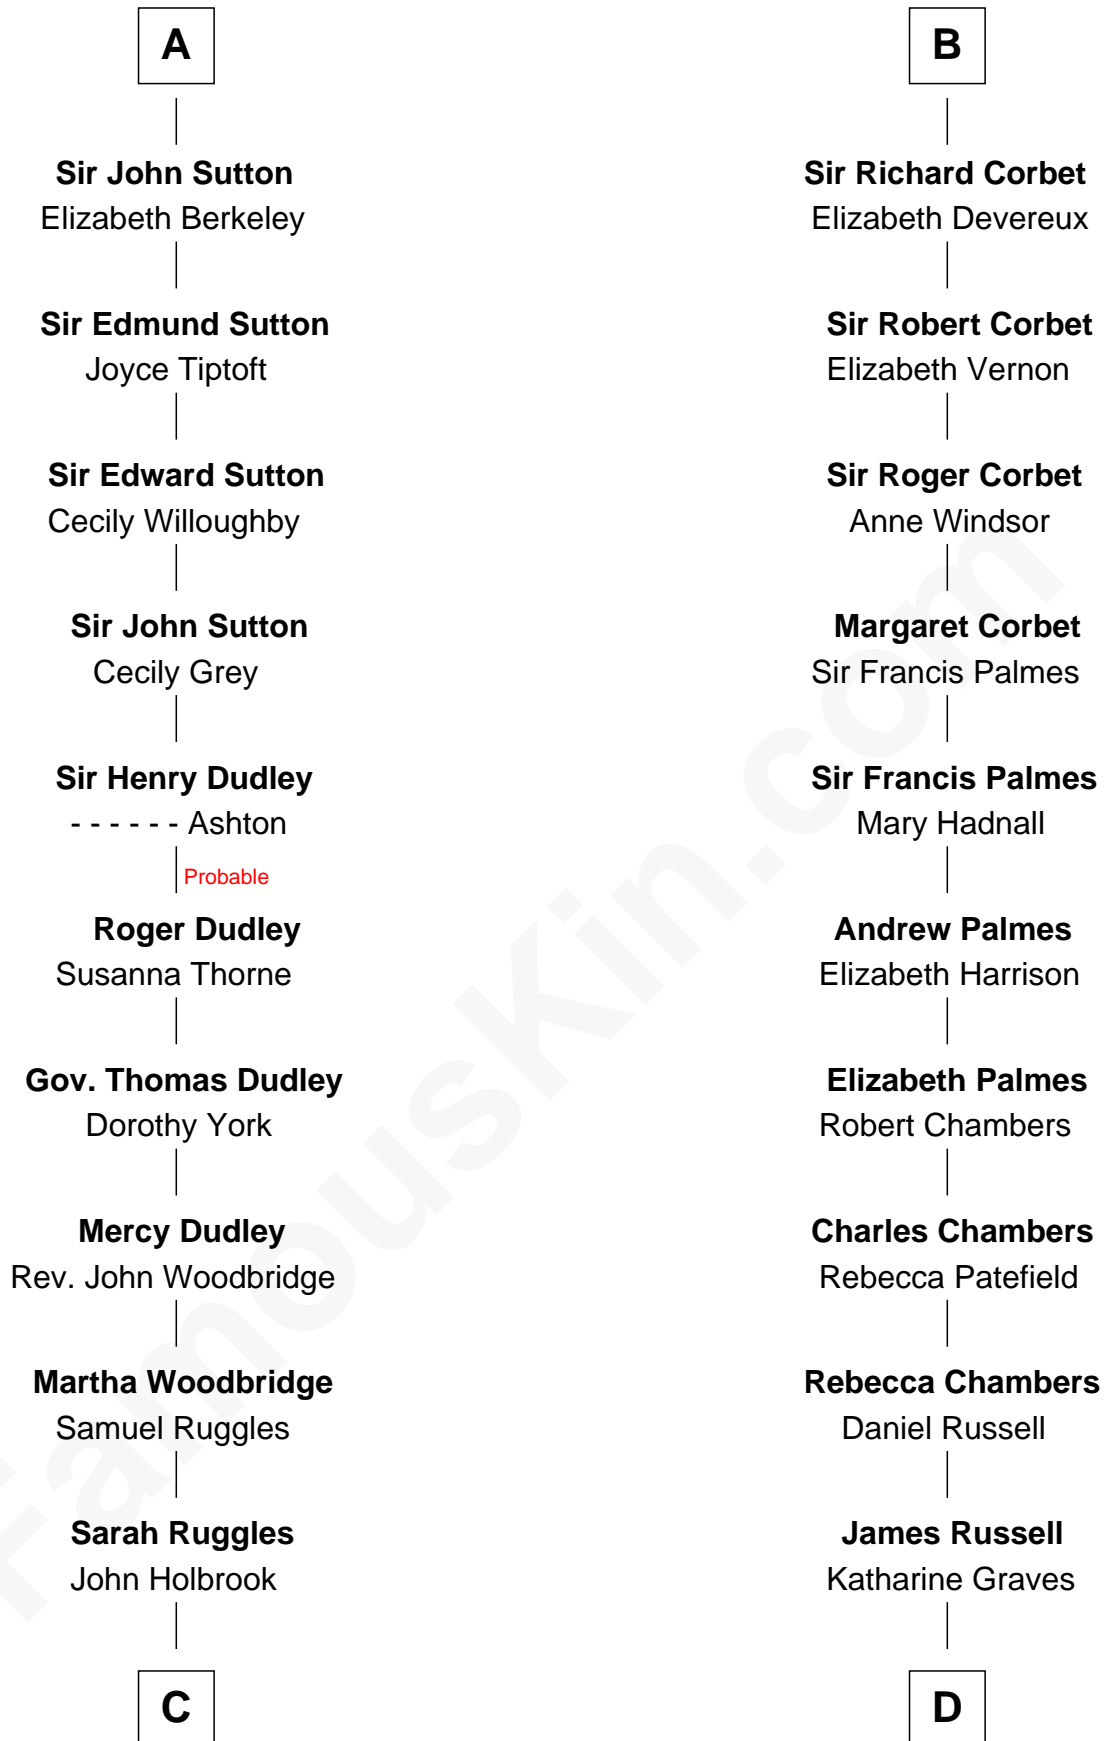 A
Sir John Sutton
Elizabeth Berkeley
Sir Edmund Sutton
Joyce Tiptoft
Sir Edward Sutton
Cecily Willoughby
Sir John Sutton
Cecily Grey
Sir Henry Dudley
- - - - - - Ashton
Probable
Roger Dudley
Susanna Thorne
Gov. Thomas Dudley
Dorothy York
Mercy Dudley
Rev. John Woodbridge
Martha Woodbridge
Samuel Ruggles
Sarah Ruggles
John Holbrook
C
B
Sir Richard Corbet
Elizabeth Devereux
Sir Robert Corbet
Elizabeth Vernon
Sir Roger Corbet
Anne Windsor
Margaret Corbet
Sir Francis Palmes
Sir Francis Palmes
Mary Hadnall
Andrew Palmes
Elizabeth Harrison
Elizabeth Palmes
Robert Chambers
Charles Chambers
Rebecca Patefield
Rebecca Chambers
Daniel Russell
James Russell
Katharine Graves
D
FamousKin.com